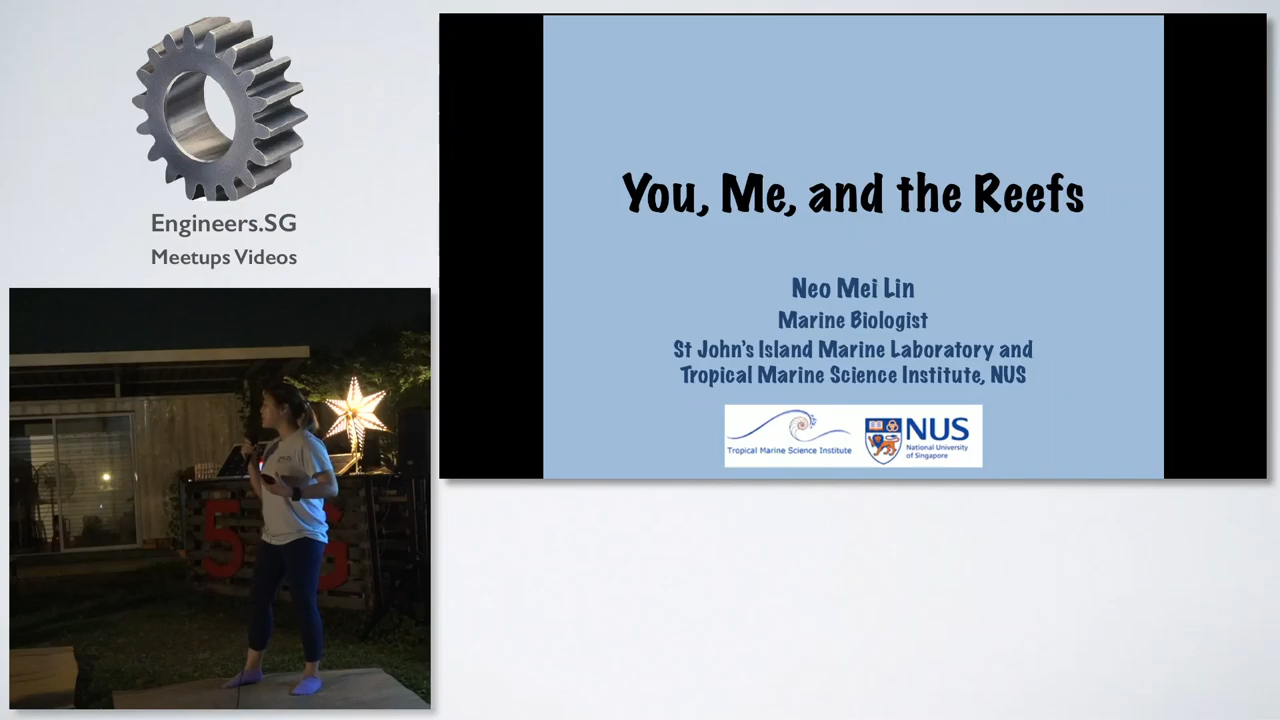 Engineers.SG
Meetups Videos
You, Me, and the Reefs
Neo Mei Lin
Marine Biologist
St John's Island Marine Laboratory and
Tropical Marine Science Institute, NUS
Tropical Marine Science Institute
NUS
National University
of Singapore
5 G